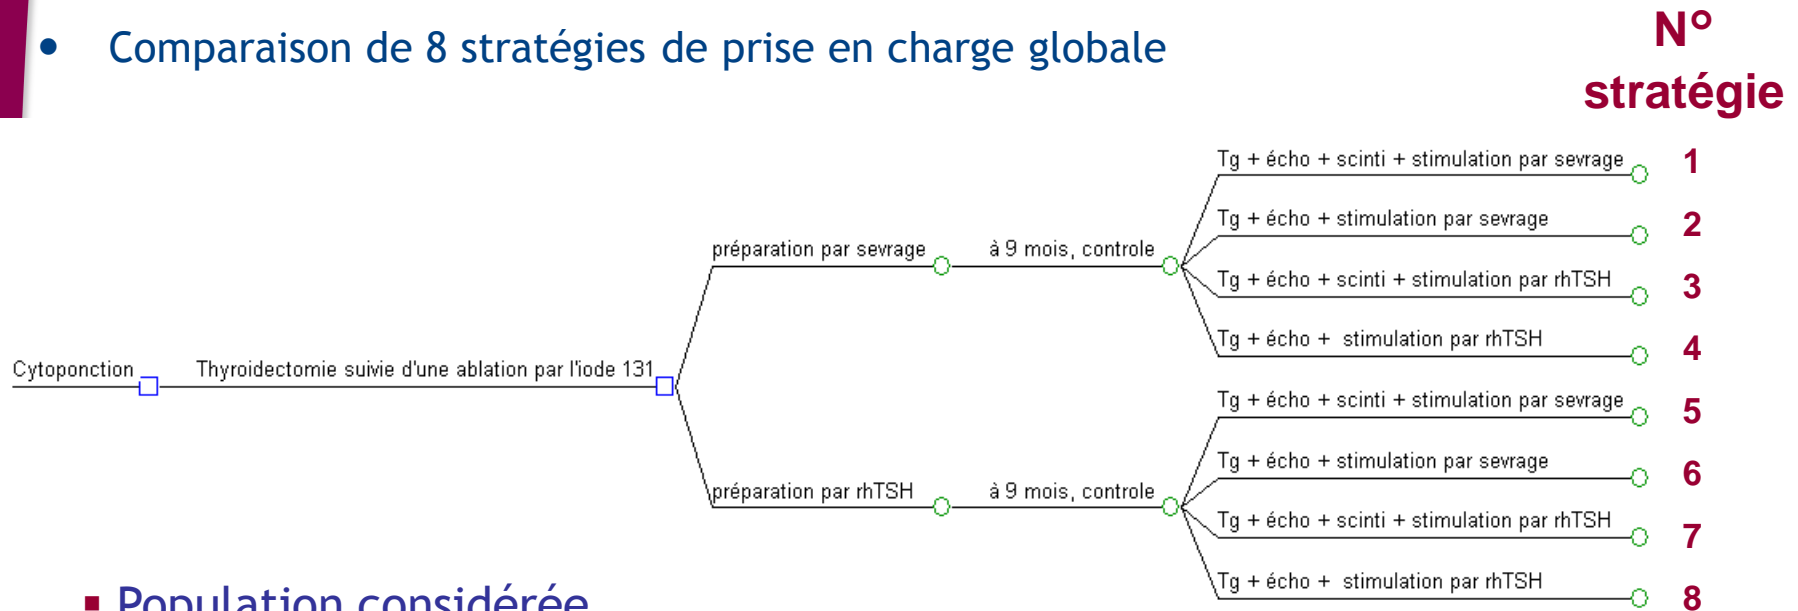 • Comparaison de 8 stratégies de prise en charge globale
N°
stratégie
Tg + écho + scinti + stimulation par sevrage 1
Tg + écho + stimulation par sevrage 2
préparation par sevrage à 9 mois, controle
Tg + écho + scinti + stimulation par rhTSH 3
Tg + écho + stimulation par rhTSH 4
Cytoponction Thyroidectomie suivie d'une ablation par l'iode 131
Tg + écho + scinti + stimulation par sevrage 5
Tg + écho + stimulation par sevrage 6
préparation par rhTSH à 9 mois, controle
Tg + écho + scinti + stimulation par rhTSH 7
Tg + écho + stimulation par rhTSH 8
▪ Population considérée